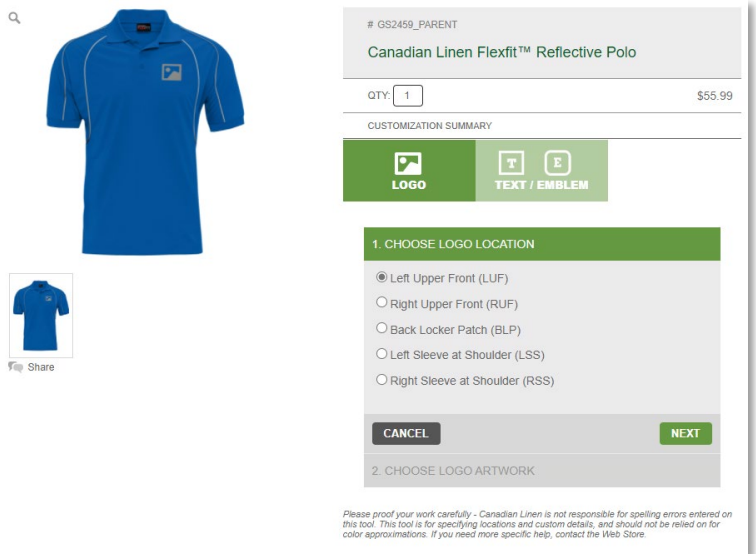 # GS2459_PARENT
Canadian Linen Flexfit™ Reflective Polo
QTY: 1 $55.99
CUSTOMIZATION SUMMARY
LOGO
T E
TEXT / EMBLEM
1. CHOOSE LOGO LOCATION
Left Upper Front (LUF)
Right Upper Front (RUF)
Back Locker Patch (BLP)
Left Sleeve at Shoulder (LSS)
Right Sleeve at Shoulder (RSS)
CANCEL NEXT
2. CHOOSE LOGO ARTWORK
Share
Please proof your work carefully - Canadian Linen is not responsible for spelling errors entered on
this tool. This tool is for specifying locations and custom details, and should not be relied on for
color approximations. If you need more specific help, contact the Web Store.